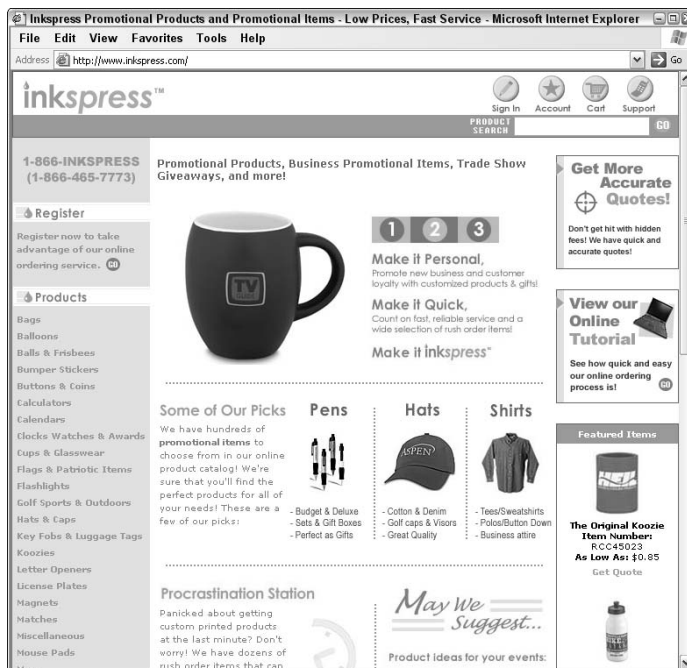 Inkspress Promotional Products and Promotional Items - Low Prices, Fast Service - Microsoft Internet Explorer
File Edit View Favorites Tools Help
Address http://www.inkspress.com/ Go
inkspress™
Sign In Account Cart Support
PRODUCT SEARCH GO
1-866-INKSPRESS
(1-866-465-7773)
Register
Register now to take
advantage of our online
ordering service. GO
Products
Bags
Balloons
Balls & Frisbees
Bumper Stickers
Buttons & Coins
Calculators
Calendars
Clocks Watches & Awards
Cups & Glasswear
Flags & Patriotic Items
Flashlights
Golf Sports & Outdoors
Hats & Caps
Key Fobs & Luggage Tags
Koozies
Letter Openers
License Plates
Magnets
Matches
Miscellaneous
Mouse Pads
Promotional Products, Business Promotional Items, Trade Show
Giveaways, and more!
TV
1 2 3
Make it Personal,
Promote new business and customer
loyalty with customized products & gifts!
Make it Quick,
Count on fast, reliable service and a
wide selection of rush order items!
Make it inkspress™
Some of Our Picks
We have hundreds of
promotional items to
choose from in our online
product catalog! We're
sure that you'll find the
perfect products for all of
your needs! These are a
few of our picks:
Pens
- Budget & Deluxe
- Sets & Gift Boxes
- Perfect as Gifts
Hats
ASPEN
- Cotton & Denim
- Golf caps & Visors
- Great Quality
Shirts
- Tees/Sweatshirts
- Polos/Button Down
- Business attire
Procrastination Station
Panicked about getting
custom printed products
at the last minute? Don't
worry! We have dozens of
rush order items that can
May We
Suggest...
Product ideas for your events:
Get More
Accurate
Quotes!
Don't get hit with hidden
fees! We have quick and
accurate quotes!
View our
Online
Tutorial
See how quick and easy
our online ordering
process is! GO
Featured Items
The Original Koozie
Item Number:
RCC45023
As Low As: $0.85
Get Quote